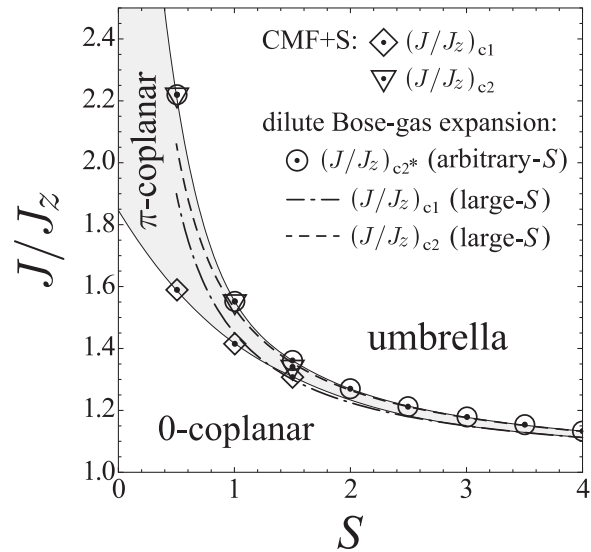 2.4
2.2
2.0
1.8
1.6
1.4
1.2
1.0
0
1
2
3
4
J/J_z
S
CMF+S: (J/J_z)_c1
(J/J_z)_c2
dilute Bose-gas expansion:
(J/J_z)_c2* (arbitrary-S)
(J/J_z)_c1 (large-S)
(J/J_z)_c2 (large-S)
π-coplanar
umbrella
0-coplanar